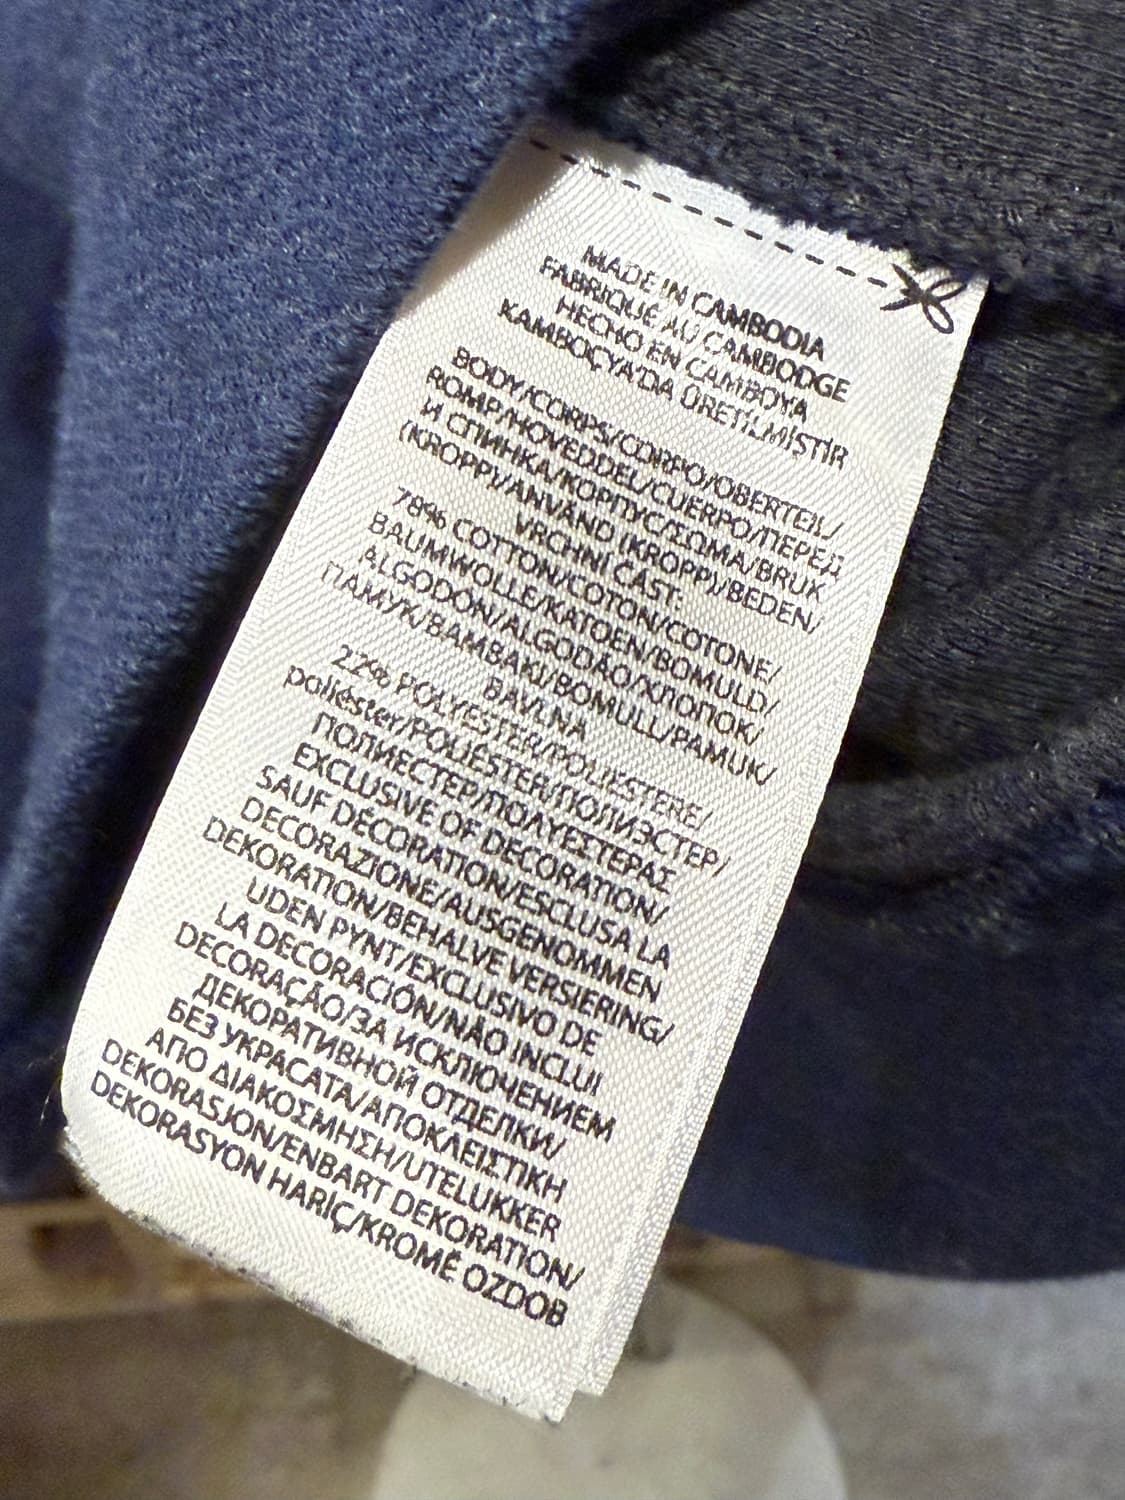 MADE IN CAMBODIA
FABRIQUÉ AU CAMBODGE
HECHO EN CAMBOYA
KAMBOÇYA'DA ÜRETİLMİŞTİR
BODY/CORPS/CORPO/OBERTEIL/
ROMP/HOVEDDEL/CUERPO/ПЕРЕД
И СПИНКА/КОРПУС/ΣΩΜΑ/BRUK
(KROPP)/ANVÄND (KROPP)/BEDEN/
VRCHNÍ ČÁST:
78% COTTON/COTON/COTONE/
BAUMWOLLE/KATOEN/BOMULD/
ALGODÓN/ALGODÃO/ХЛОПОК/
ПАМУК/BAMBAKI/BOMULL/PAMUK/
BAVLNA
22% POLYESTER/POLIESTERE/
poliéster/POLIÉSTER/ПОЛИЭСТЕР/
ПОЛИЕСТЕР/ΠΟΛΥΕΣΤΕΡΑΣ
EXCLUSIVE OF DECORATION/
SAUF DÉCORATION/ESCLUSA LA
DECORAZIONE/AUSGENOMMEN
DEKORATION/BEHALVE VERSIERING/
UDEN PYNT/EXCLUSIVO DE
LA DECORACIÓN/NÃO INCLUI
DECORAÇÃO/ЗА ИСКЛЮЧЕНИЕМ
ДЕКОРАТИВНОЙ ОТДЕЛКИ/
БЕЗ УКРАСАТА/ΑΠΟΚΛΕΙΣΤΙΚΗ
ΑΠΟ ΔΙΑΚΟΣΜΗΣΗ/UTELUKKER
DEKORASJON/ENBART DEKORATION/
DEKORASYON HARİÇ/KROMĚ OZDOB